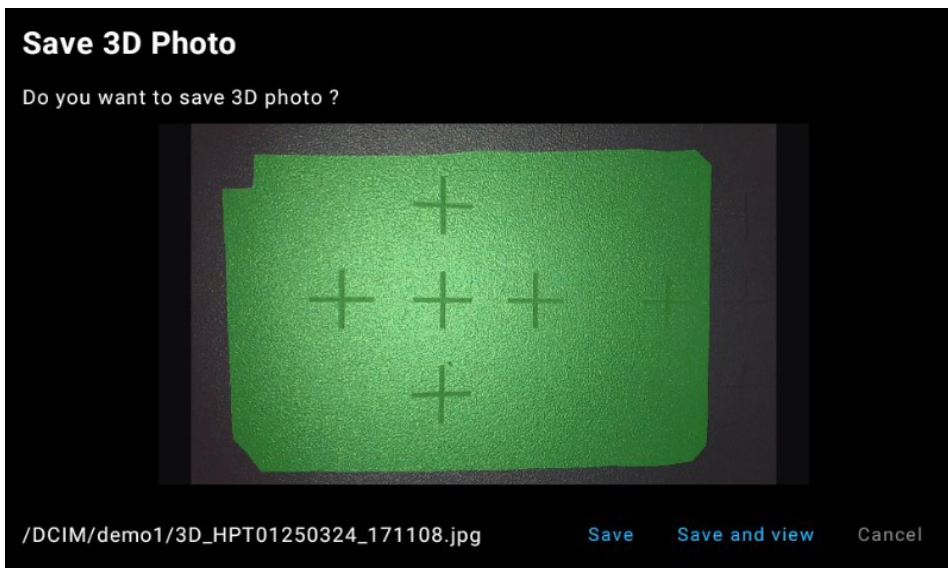 Save 3D Photo
Do you want to save 3D photo ?
/DCIM/demo1/3D_HPT01250324_171108.jpg Save Save and view Cancel